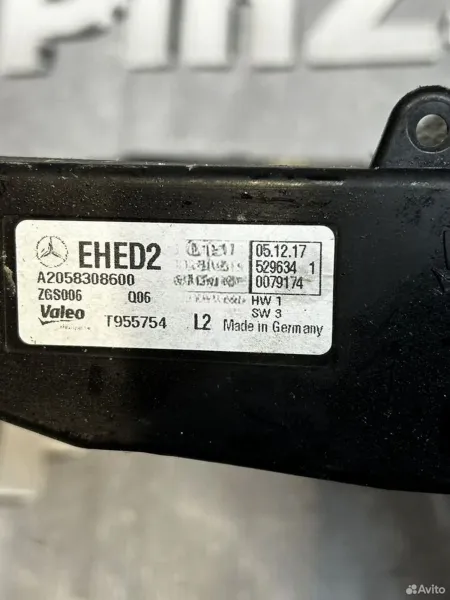 EHED2
A2058308600
ZGS006 Q06
Valeo T955754 L2
05.12.17
529634 1
0079174
HW 1
SW 3
Made in Germany
Avito